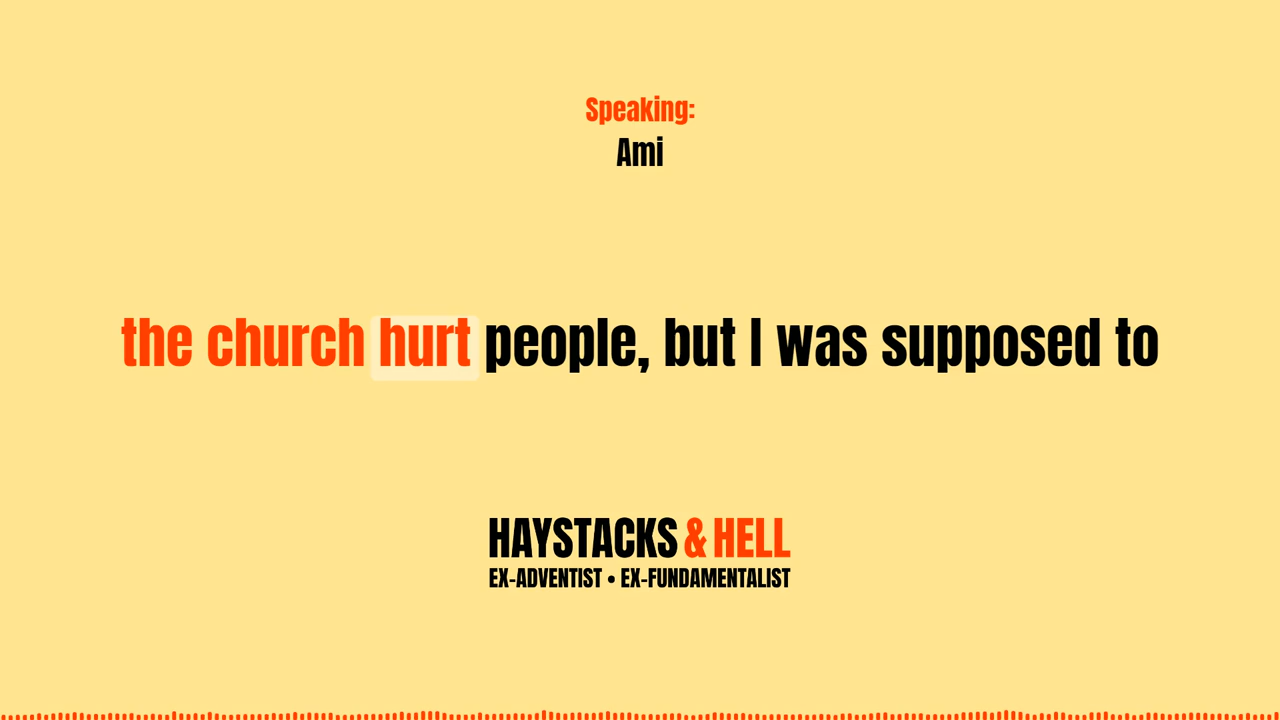 Speaking:
Ami
the church hurt people, but I was supposed to
HAYSTACKS & HELL
EX-ADVENTIST • EX-FUNDAMENTALIST